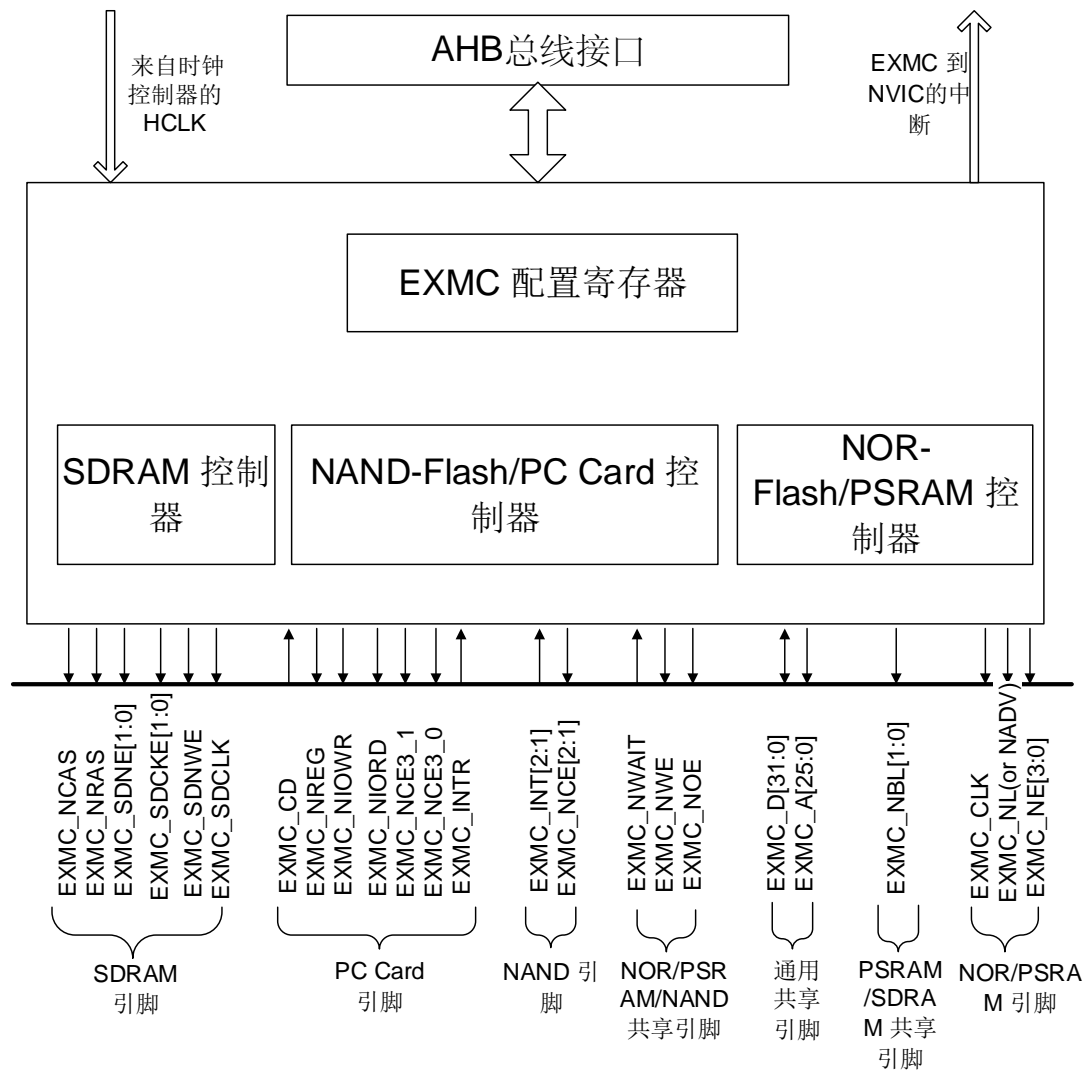 AHB总线接口
来自时钟
控制器的
HCLK
EXMC 到
NVIC的中
断
EXMC 配置寄存器
SDRAM 控制
器
NAND-Flash/PC Card 控
制器
NOR-
Flash/PSRAM 控
制器
EXMC_NCAS
EXMC_NRAS
EXMC_SDNE[1:0]
EXMC_SDCKE[1:0]
EXMC_SDNWE
EXMC_SDCLK
EXMC_CD
EXMC_NREG
EXMC_NIOWR
EXMC_NIORD
EXMC_NCE3_1
EXMC_NCE3_0
EXMC_INTR
EXMC_INT[2:1]
EXMC_NCE[2:1]
EXMC_NWAIT
EXMC_NWE
EXMC_NOE
EXMC_D[31:0]
EXMC_A[25:0]
EXMC_NBL[1:0]
EXMC_CLK
EXMC_NL(or NADV)
EXMC_NE[3:0]
SDRAM
引脚
PC Card
引脚
NAND 引
脚
NOR/PSR
AM/NAND
共享引脚
通用
共享
引脚
PSRAM
/SDRA
M 共享
引脚
NOR/PSRA
M 引脚